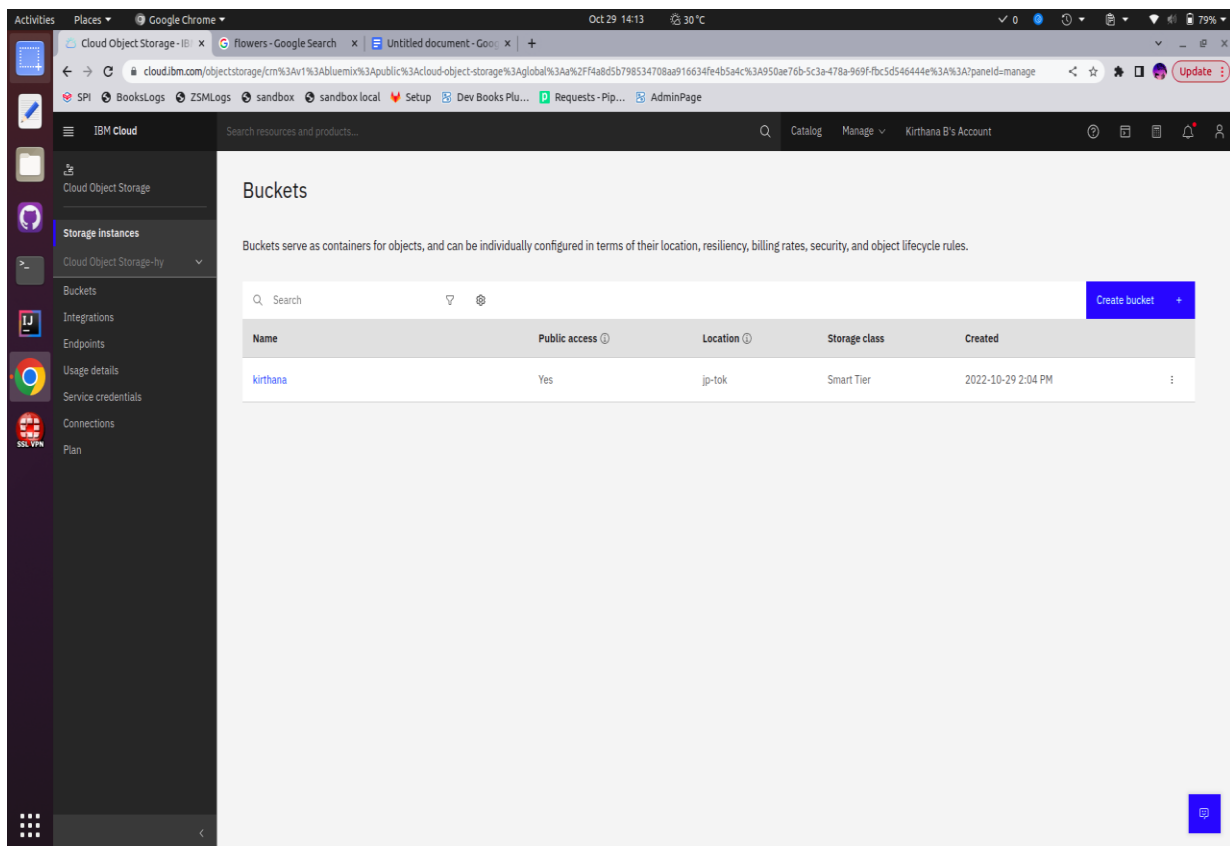 Activities Places Google Chrome Oct 29 14:13 30°C 0 79%
Cloud Object Storage - IB flowers - Google Search Untitled document - Goog
cloud.ibm.com/objectstorage/crn%3Av1%3Abluemix%3Apublic%3Acloud-object-storage%3Aglobal%3Aa%2Ff4a8d5b798534708aa916634fe4b5a4c%3A950ae76b-5c3a-478a-969f-fbc5d546444e%3A%3A?paneId=manage Update
SPI BooksLogs ZSMLogs sandbox sandbox local Setup Dev Books Plu... Requests - Pip... AdminPage
IBM Cloud Search resources and products... Catalog Manage Kirthana B's Account
Cloud Object Storage
Storage instances
Cloud Object Storage-hy
Buckets
Integrations
Endpoints
Usage details
Service credentials
Connections
Plan
Buckets
Buckets serve as containers for objects, and can be individually configured in terms of their location, resiliency, billing rates, security, and object lifecycle rules.
Search Create bucket +
Name Public access Location Storage class Created
kirthana Yes jp-tok Smart Tier 2022-10-29 2:04 PM
IJ
SSL VPN